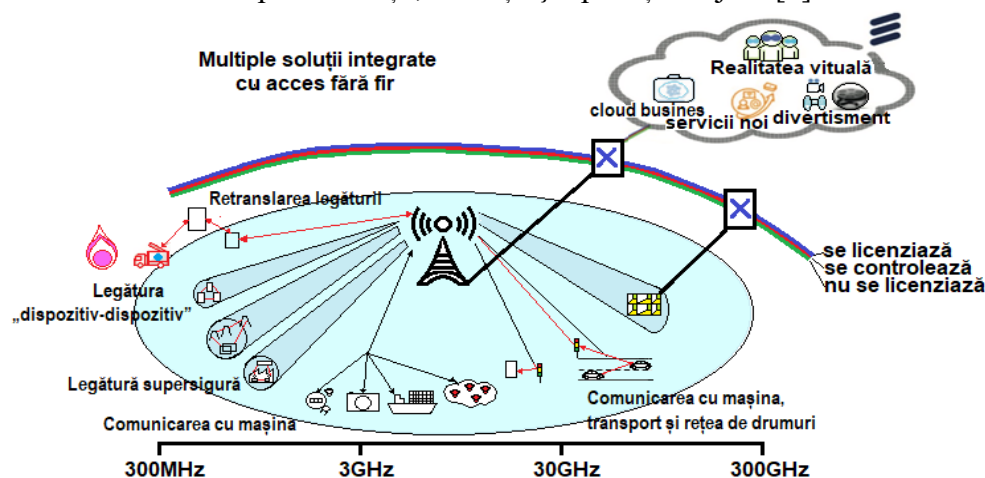 Multiple soluții integrate
cu acces fără fir
Realitatea vituală
cloud busines
servicii noi
divertisment
Retranslarea legăturii
se licenziază
se controlează
nu se licenziază
Legătura
„dispozitiv-dispozitiv”
Legătură supersigură
Comunicarea cu mașina
Comunicarea cu mașina,
transport și rețea de drumuri
300MHz
3GHz
30GHz
300GHz